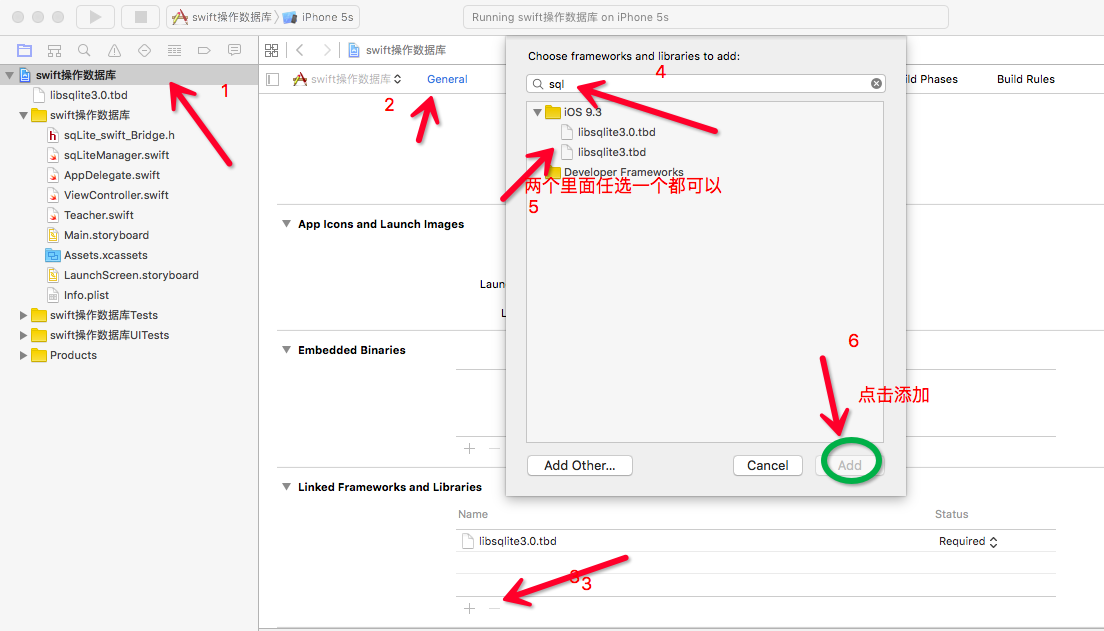 swift操作数据库 iPhone 5s
Running swift操作数据库 on iPhone 5s
swift操作数据库
swift操作数据库
General
ild Phases
Build Rules
swift操作数据库
1
libsqlite3.0.tbd
swift操作数据库
sqLite_swift_Bridge.h
sqLiteManager.swift
AppDelegate.swift
ViewController.swift
Teacher.swift
Main.storyboard
Assets.xcassets
LaunchScreen.storyboard
Info.plist
swift操作数据库Tests
swift操作数据库UITests
Products
2
App Icons and Launch Images
Laun
L
Embedded Binaries
Linked Frameworks and Libraries
Name Status
libsqlite3.0.tbd Required
3
3
Choose frameworks and libraries to add:
4
sql
iOS 9.3
libsqlite3.0.tbd
libsqlite3.tbd
Developer Frameworks
两个里面任选一个都可以
5
6
点击添加
Add Other...
Cancel
Add